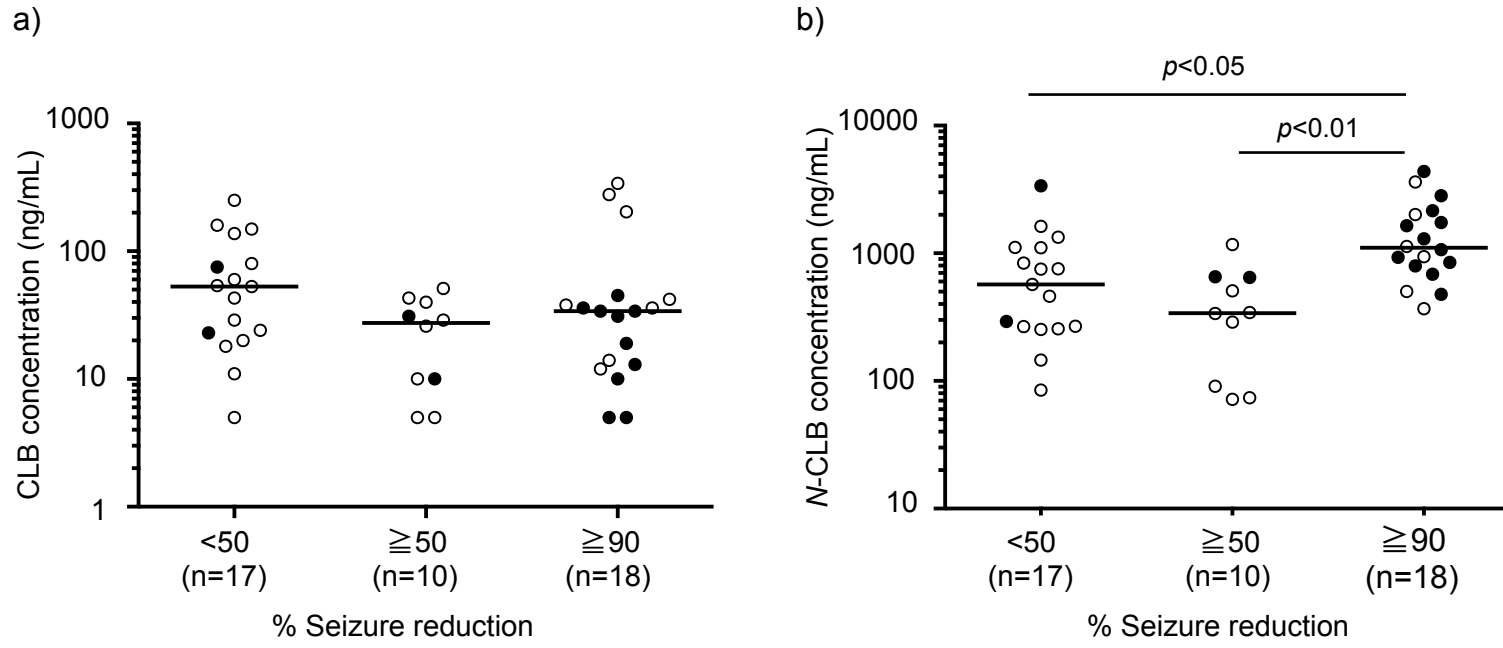 a)
CLB concentration (ng/mL)
1000
100
10
1
<50
(n=17)
≧50
(n=10)
≧90
(n=18)
% Seizure reduction
b)
p<0.05
p<0.01
N-CLB concentration (ng/mL)
10000
1000
100
10
<50
(n=17)
≧50
(n=10)
≧90
(n=18)
% Seizure reduction